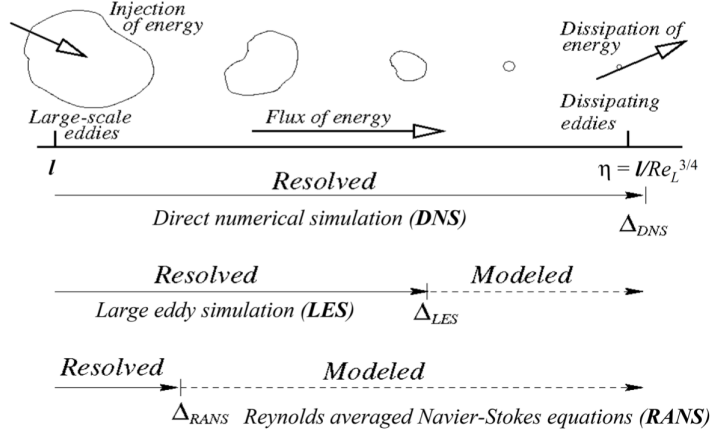 Injection
of energy
Dissipation of
energy
Large-scale
eddies
Flux of energy
Dissipating
eddies
l
η = l/Re_L^3/4
Resolved
Direct numerical simulation (DNS)
Δ_DNS
Resolved
Modeled
Large eddy simulation (LES)
Δ_LES
Resolved
Modeled
Δ_RANS
Reynolds averaged Navier-Stokes equations (RANS)